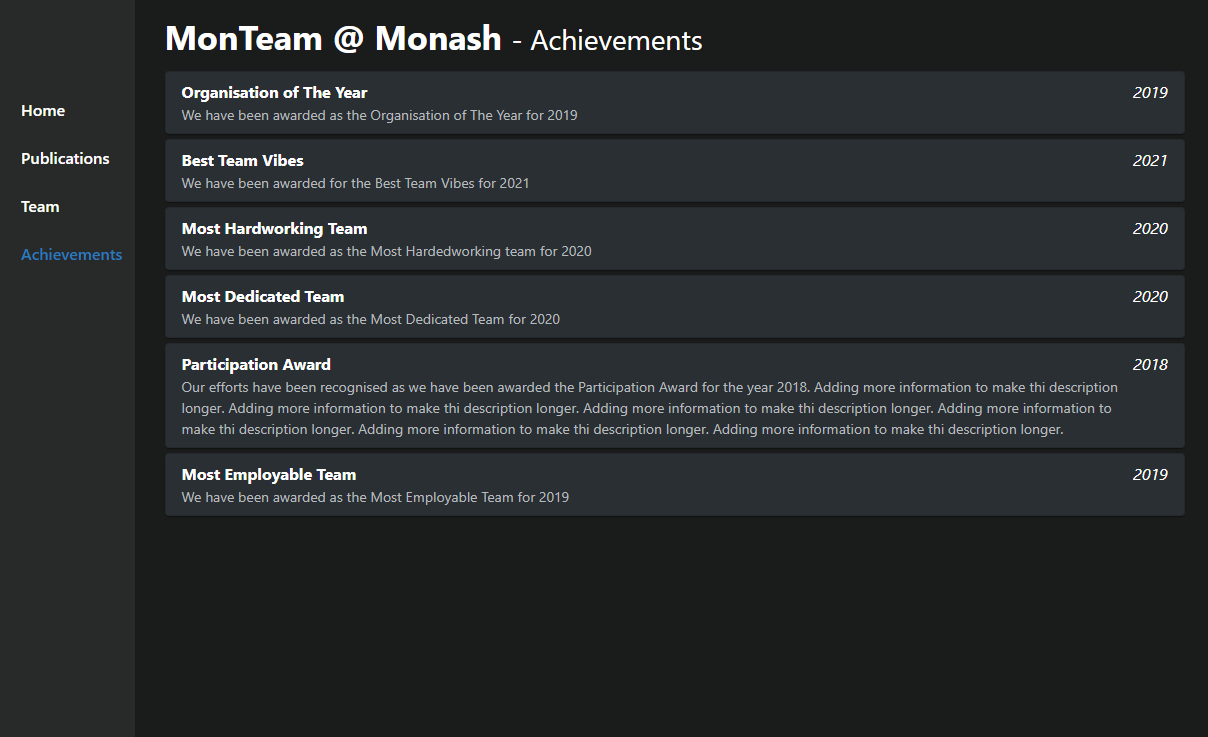 MonTeam @ Monash - Achievements
Home
Publications
Team
Achievements
Organisation of The Year 2019
We have been awarded as the Organisation of The Year for 2019
Best Team Vibes 2021
We have been awarded for the Best Team Vibes for 2021
Most Hardworking Team 2020
We have been awarded as the Most Hardedworking team for 2020
Most Dedicated Team 2020
We have been awarded as the Most Dedicated Team for 2020
Participation Award 2018
Our efforts have been recognised as we have been awarded the Participation Award for the year 2018. Adding more information to make thi description
longer. Adding more information to make thi description longer. Adding more information to make thi description longer. Adding more information to
make thi description longer. Adding more information to make thi description longer. Adding more information to make thi description longer.
Most Employable Team 2019
We have been awarded as the Most Employable Team for 2019